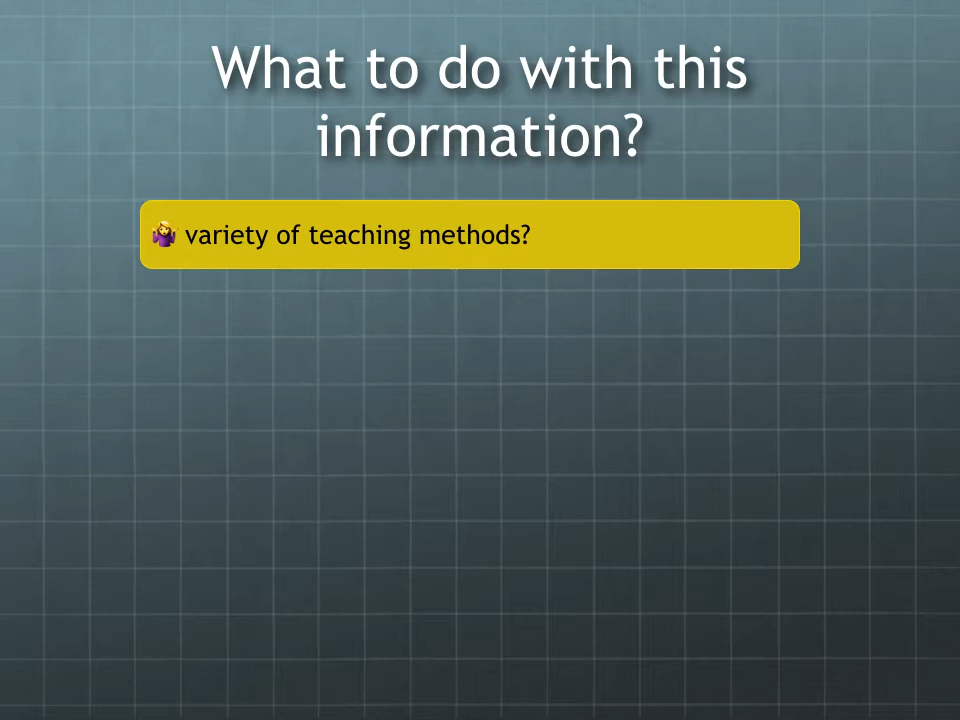 What to do with this
information?
🤷‍♀️ variety of teaching methods?